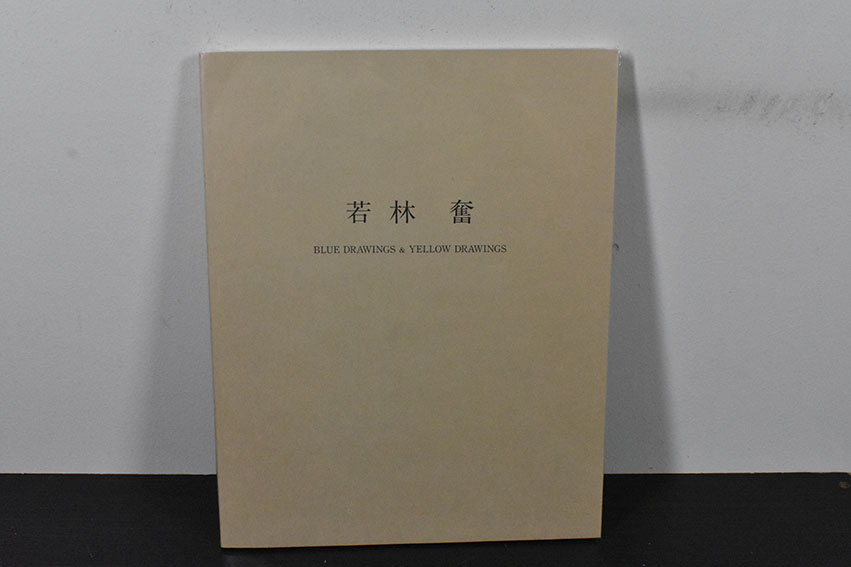 若林 奮
BLUE DRAWINGS & YELLOW DRAWINGS